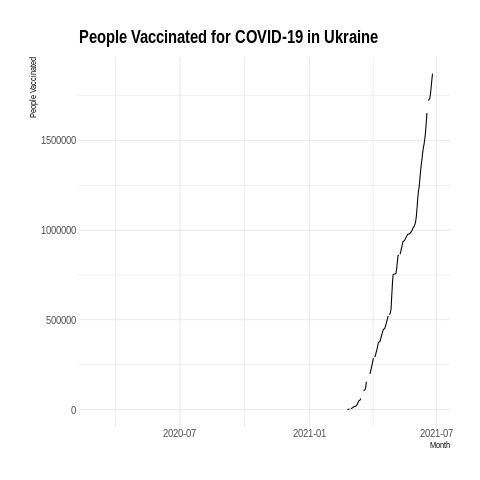 People Vaccinated for COVID-19 in Ukraine
People Vaccinated
1500000
1000000
500000
0
2020-07 2021-01 2021-07
Month